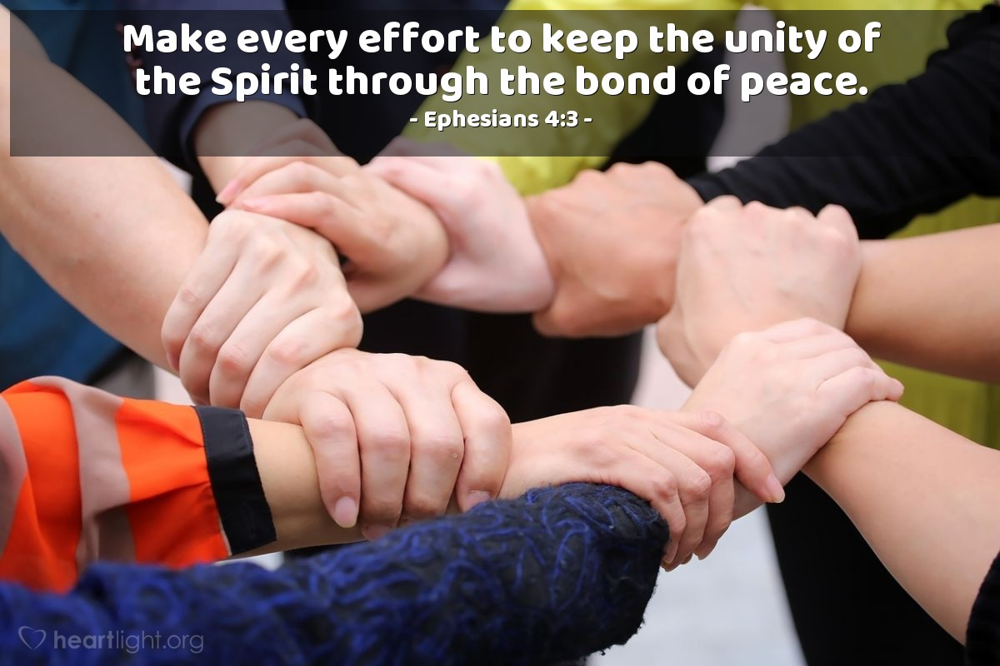 Make every effort to keep the unity of
the Spirit through the bond of peace.
- Ephesians 4:3 -
heartlight.org